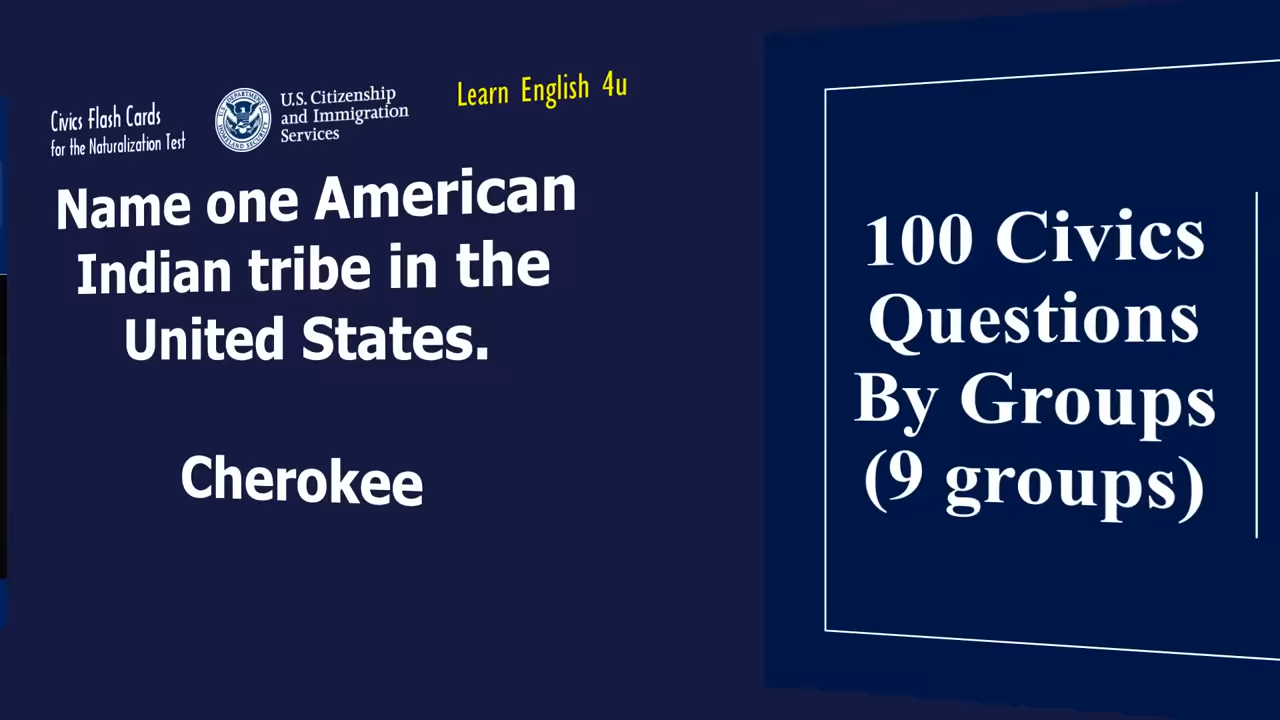 Civics Flash Cards
for the Naturalization Test
U.S. Citizenship
and Immigration
Services
Learn English 4u
Name one American
Indian tribe in the
United States.
Cherokee
100 Civics
Questions
By Groups
(9 groups)